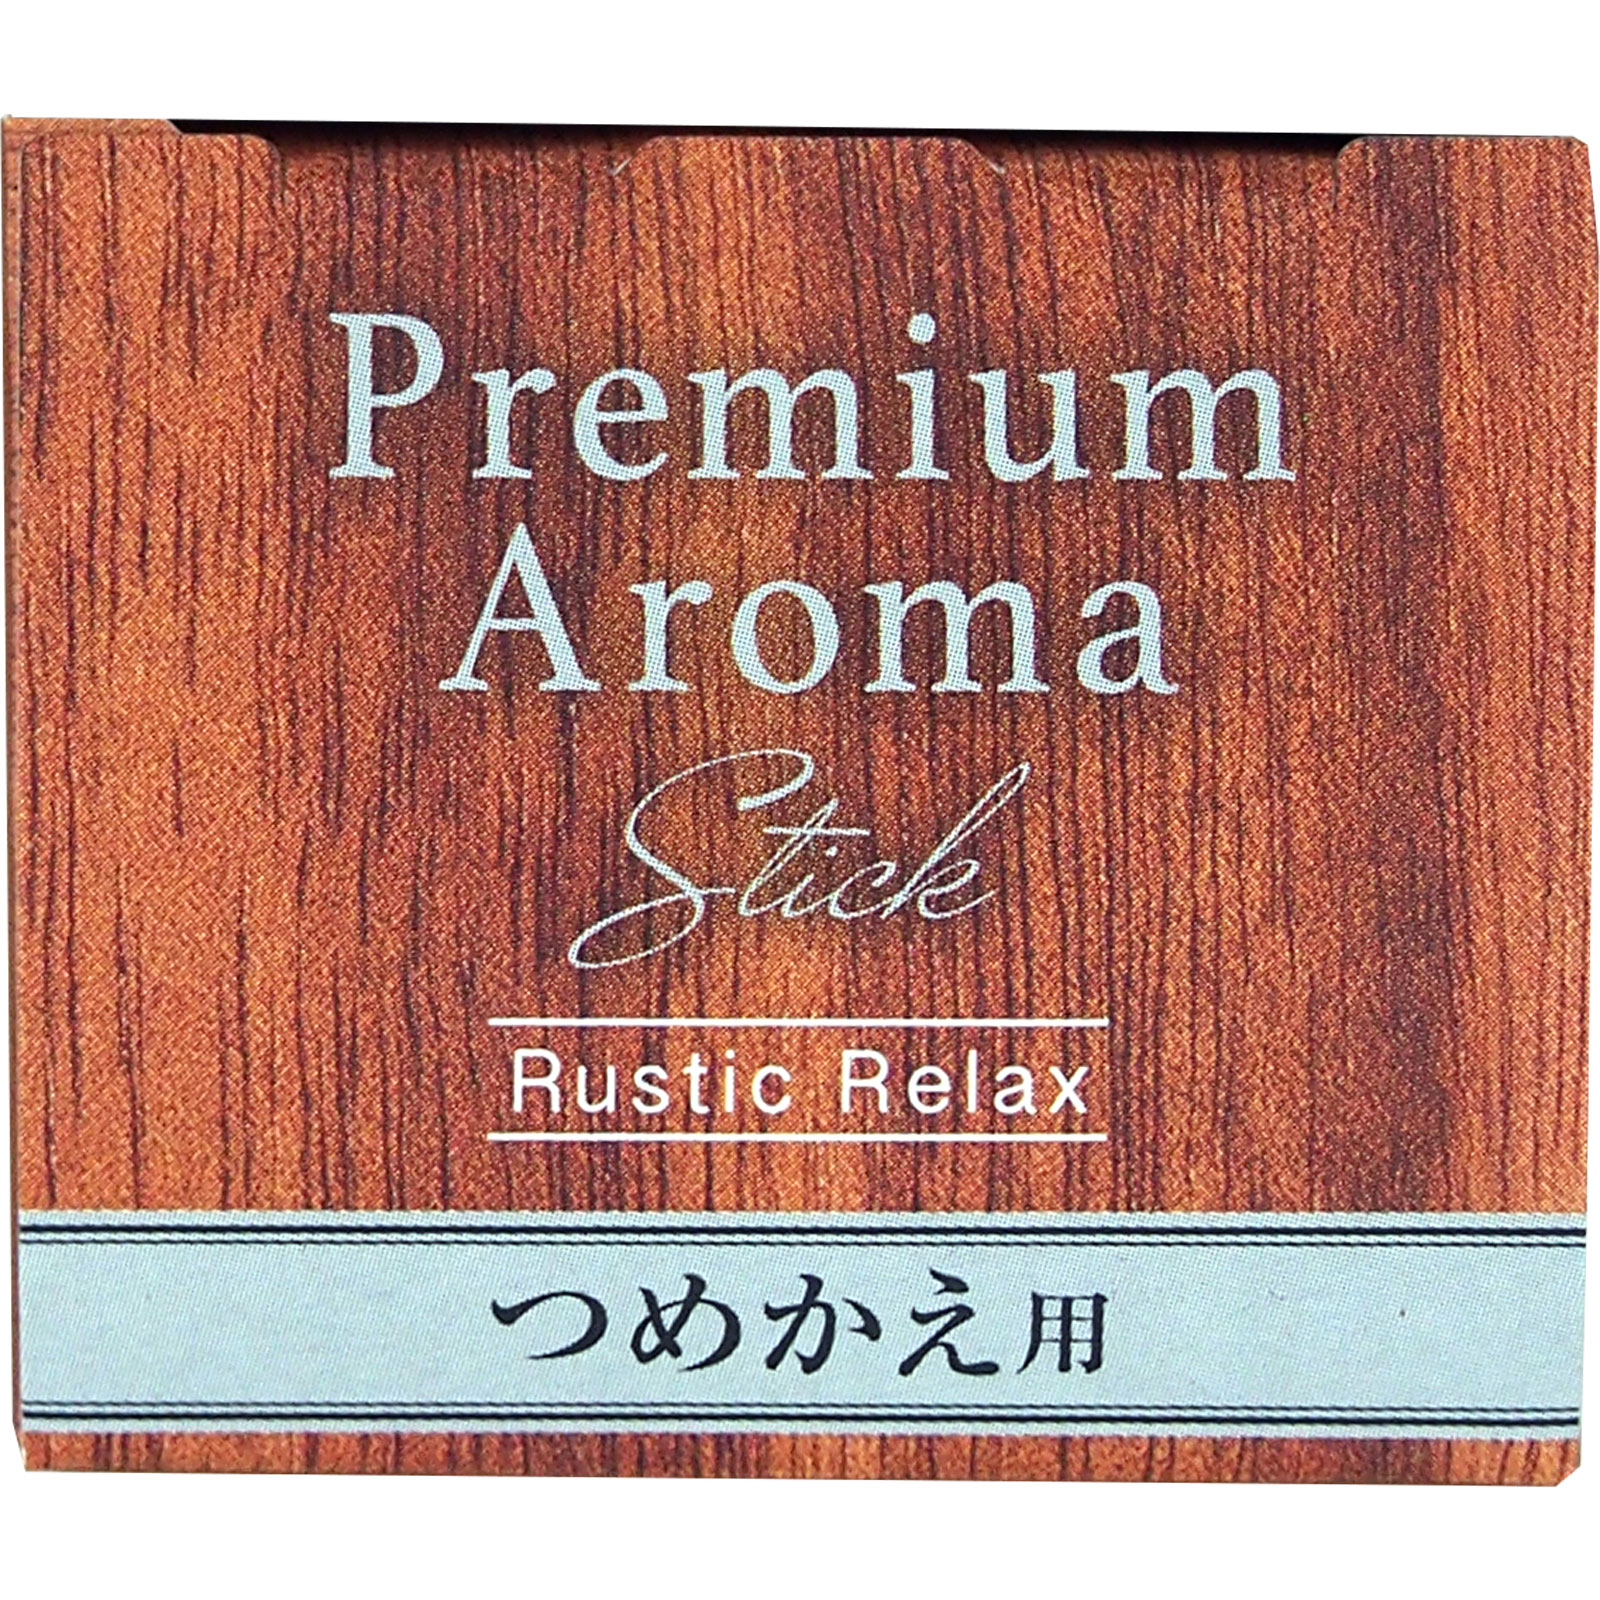 Premium
Aroma
Stick
Rustic Relax
つめかえ用